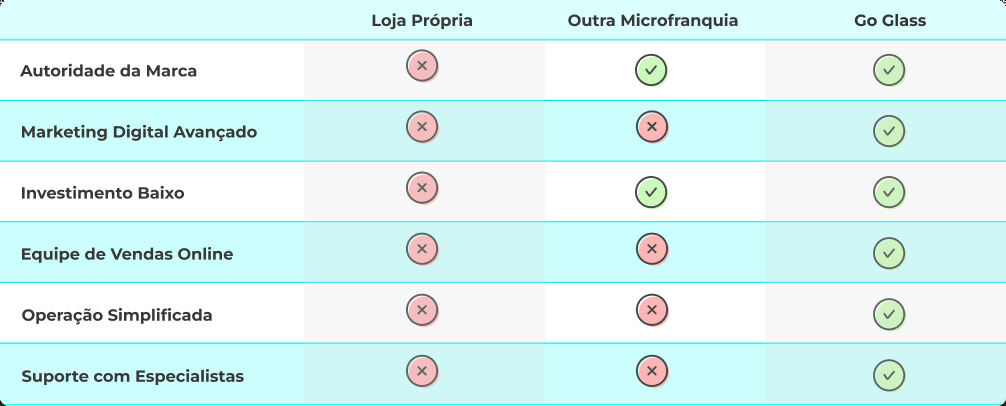 Loja Própria Outra Microfranquia Go Glass
Autoridade da Marca
Marketing Digital Avançado
Investimento Baixo
Equipe de Vendas Online
Operação Simplificada
Suporte com Especialistas